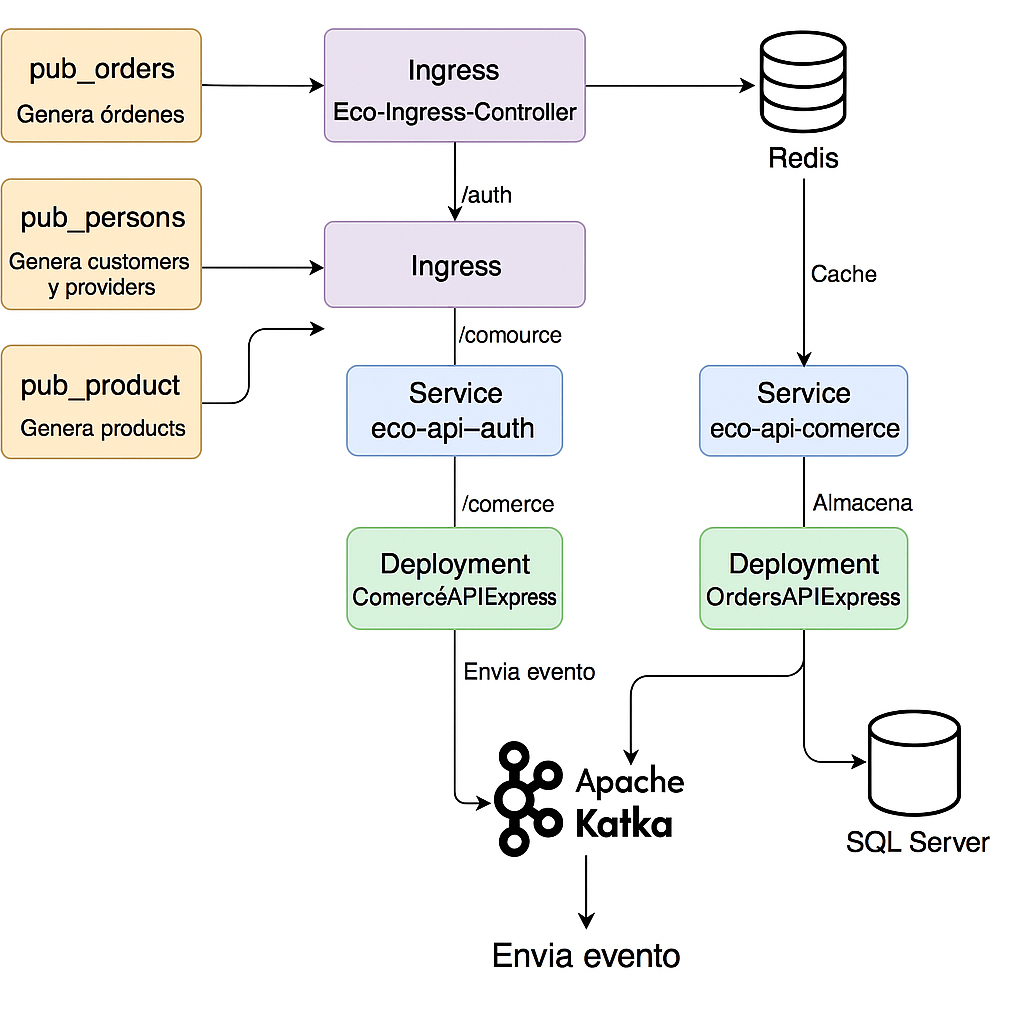 pub_orders
Genera órdenes
Ingress
Eco-Ingress-Controller
Redis
/auth
pub_persons
Genera customers
y providers
Ingress
Cache
/comource
pub_product
Genera products
Service
eco-api–auth
Service
eco-api-comerce
/comerce
Almacena
Deployment
ComercéAPIExpress
Deployment
OrdersAPIExpress
Envia evento
Apache
Katka
SQL Server
Envia evento